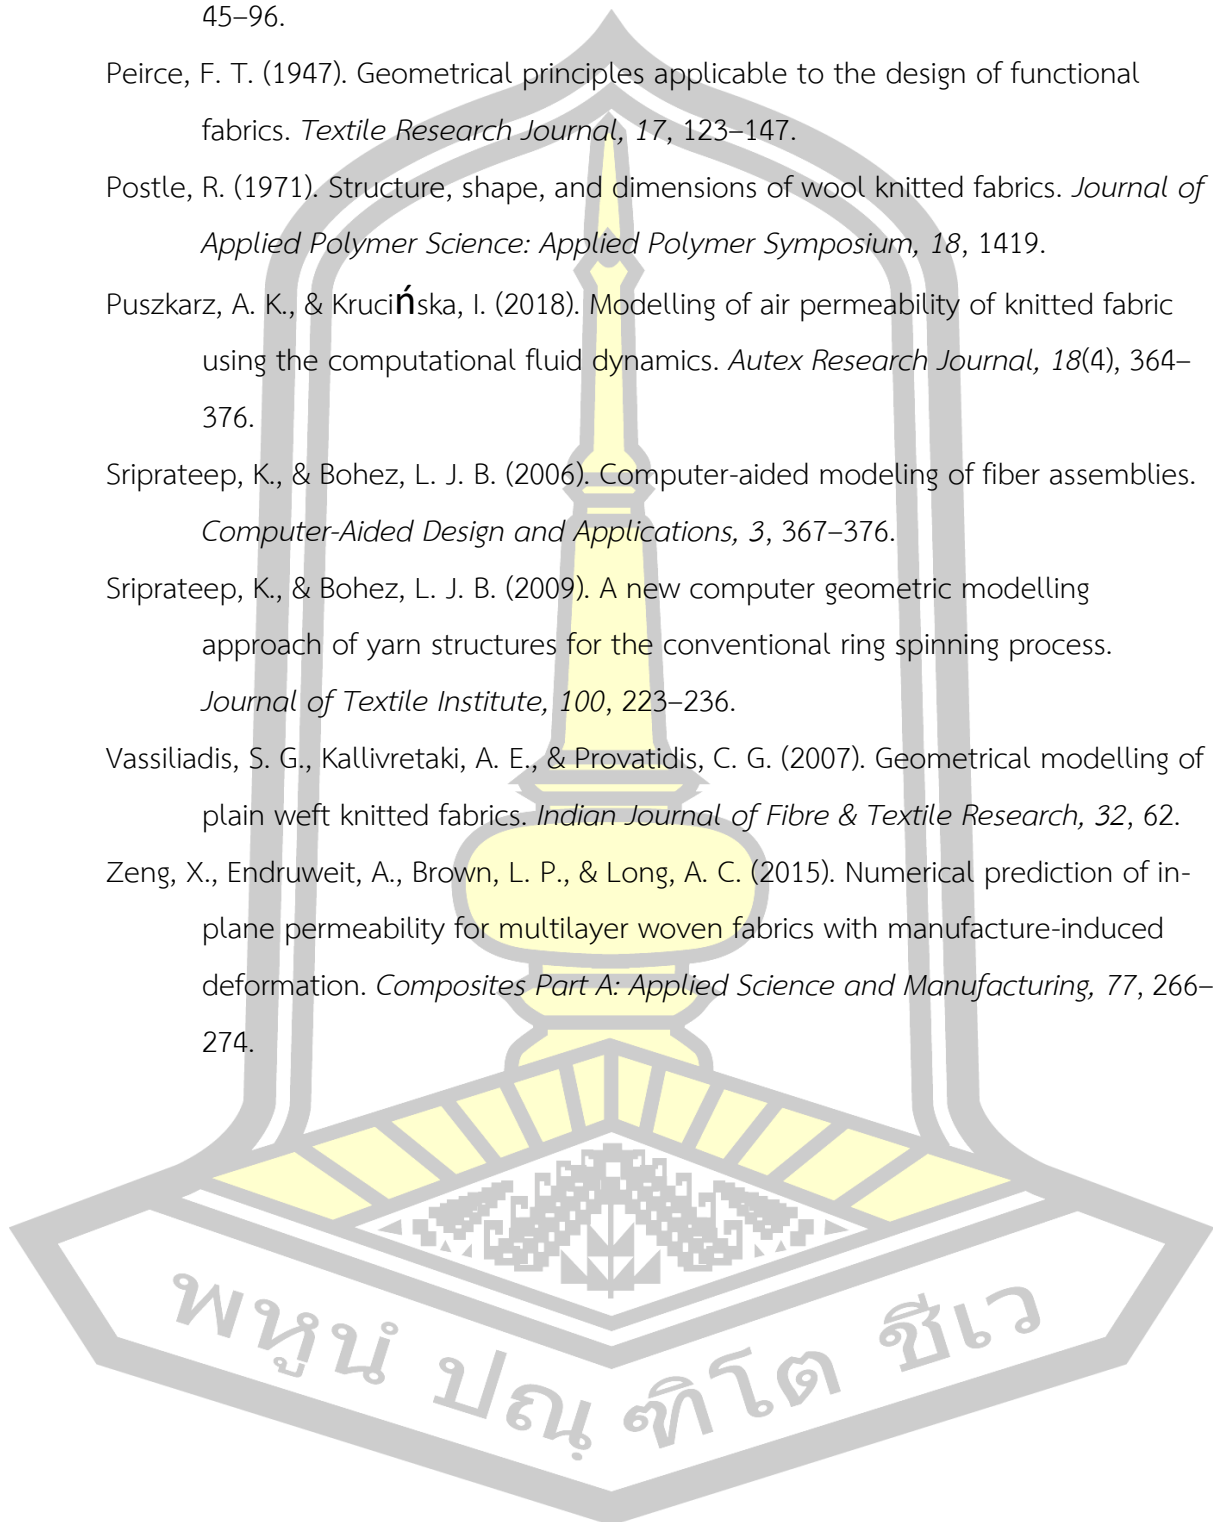 45–96.
Peirce, F. T. (1947). Geometrical principles applicable to the design of functional
fabrics. Textile Research Journal, 17, 123–147.
Postle, R. (1971). Structure, shape, and dimensions of wool knitted fabrics. Journal of
Applied Polymer Science: Applied Polymer Symposium, 18, 1419.
Puszkarz, A. K., & Krucińska, I. (2018). Modelling of air permeability of knitted fabric
using the computational fluid dynamics. Autex Research Journal, 18(4), 364–
376.
Sriprateep, K., & Bohez, L. J. B. (2006). Computer-aided modeling of fiber assemblies.
Computer-Aided Design and Applications, 3, 367–376.
Sriprateep, K., & Bohez, L. J. B. (2009). A new computer geometric modelling
approach of yarn structures for the conventional ring spinning process.
Journal of Textile Institute, 100, 223–236.
Vassiliadis, S. G., Kallivretaki, A. E., & Provatidis, C. G. (2007). Geometrical modelling of
plain weft knitted fabrics. Indian Journal of Fibre & Textile Research, 32, 62.
Zeng, X., Endruweit, A., Brown, L. P., & Long, A. C. (2015). Numerical prediction of in-
plane permeability for multilayer woven fabrics with manufacture-induced
deformation. Composites Part A: Applied Science and Manufacturing, 77, 266–
274.
พหูนํ ปณฺฑิโต ชีเว